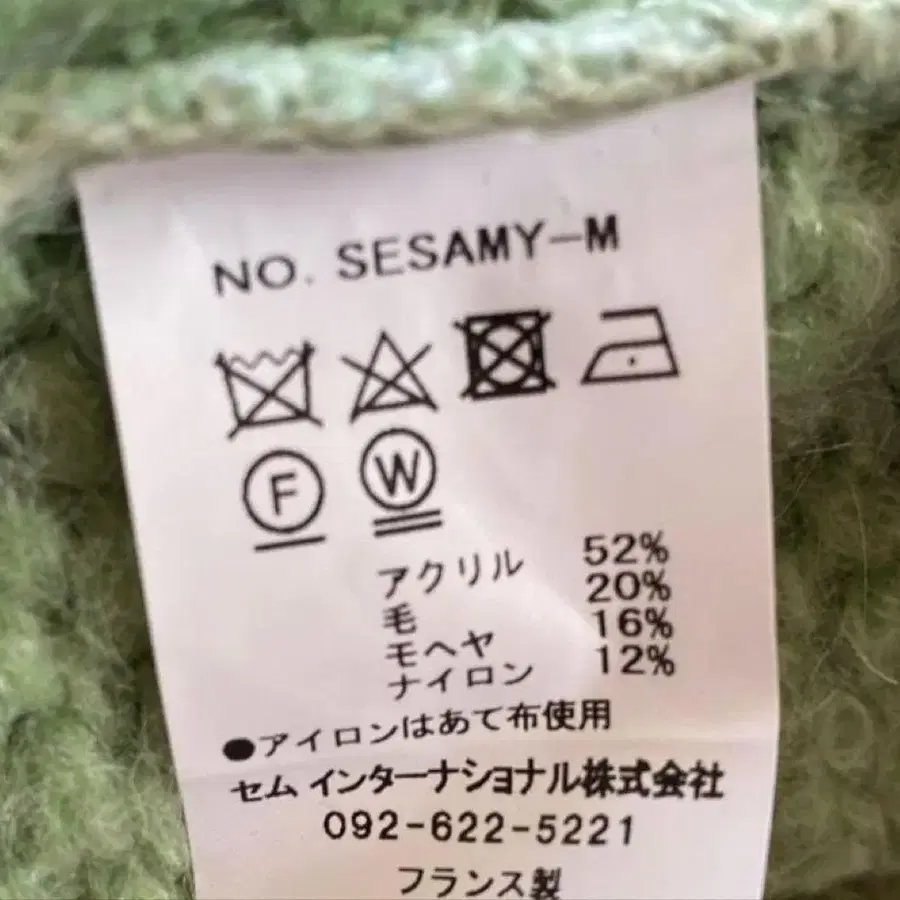 NO. SESAMY-M
F W
アクリル 52%
毛 20%
モヘヤ 16%
ナイロン 12%
●アイロンはあて布使用
セム インターナショナル株式会社
092-622-5221
フランス製